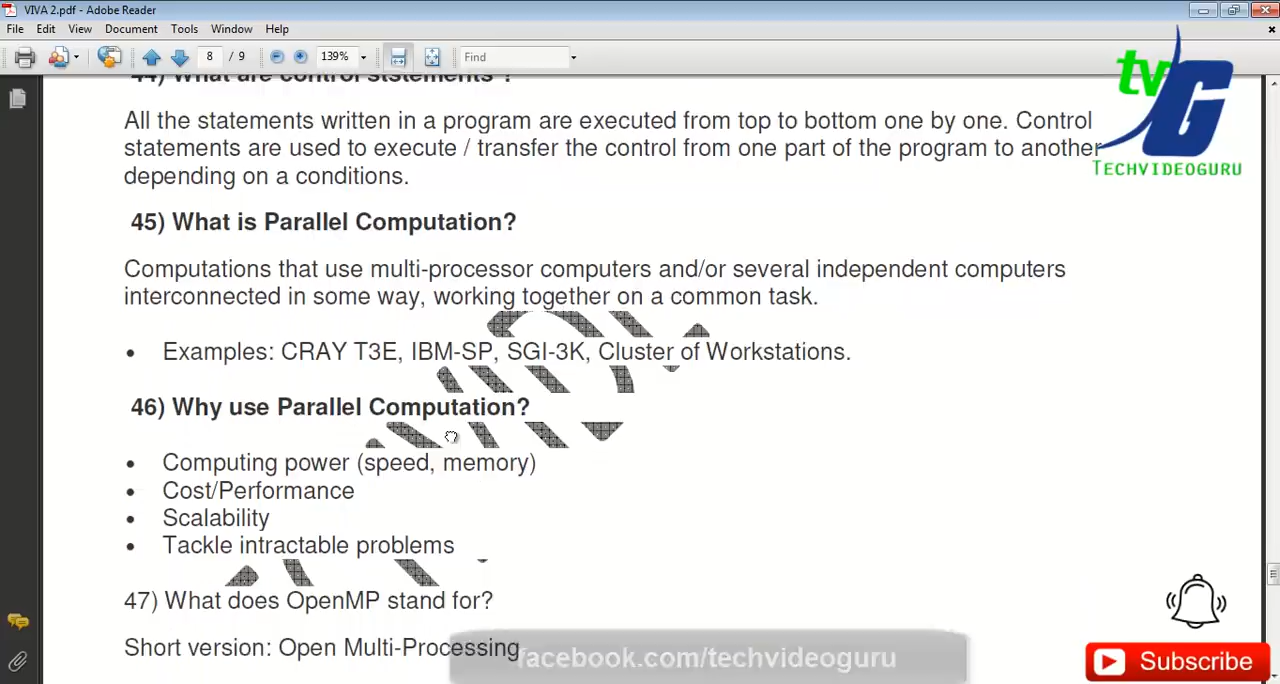 VIVA 2.pdf - Adobe Reader
File Edit View Document Tools Window Help
8 / 9 139% Find
44) What are control ststements ?
All the statements written in a program are executed from top to bottom one by one. Control
statements are used to execute / transfer the control from one part of the program to another
depending on a conditions.
45) What is Parallel Computation?
Computations that use multi-processor computers and/or several independent computers
interconnected in some way, working together on a common task.
• Examples: CRAY T3E, IBM-SP, SGI-3K, Cluster of Workstations.
46) Why use Parallel Computation?
• Computing power (speed, memory)
• Cost/Performance
• Scalability
• Tackle intractable problems
47) What does OpenMP stand for?
Short version: Open Multi-Processing
tv G
TECHVIDEOGURU
facebook.com/techvideoguru
Subscribe